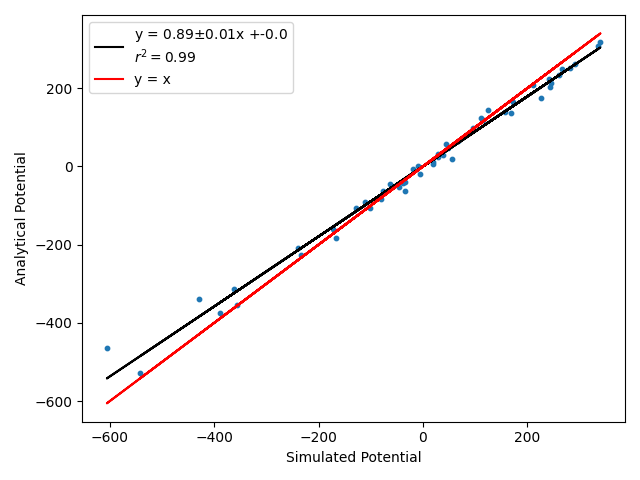 y = 0.89±0.01x +-0.0
r² = 0.99
y = x
Analytical Potential
200
0
−200
−400
−600
−600 −400 −200 0 200
Simulated Potential